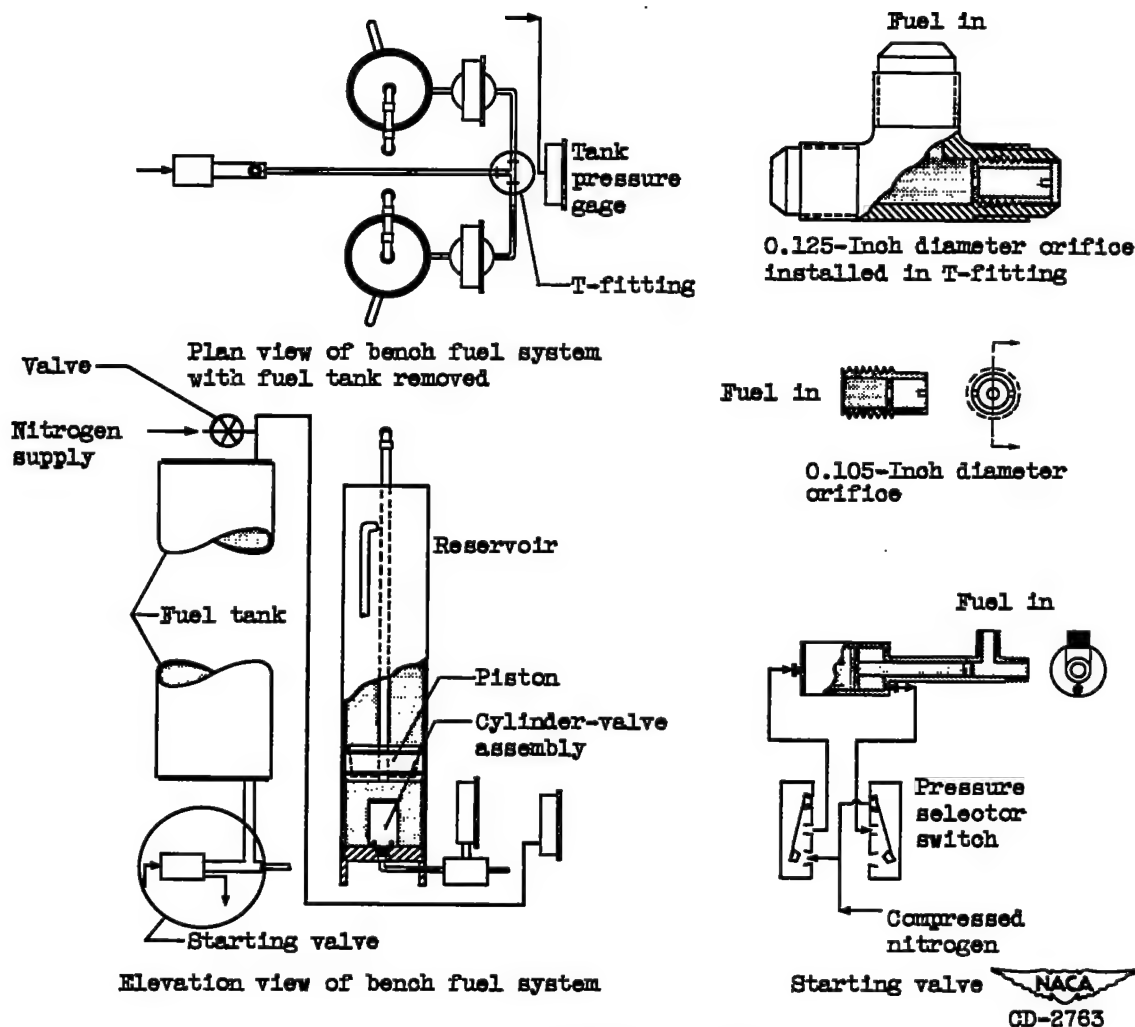 Fuel in
Tank
pressure
gage
T-fitting
0.125-Inch diameter orifice
installed in T-fitting
Plan view of bench fuel system
with fuel tank removed
Valve
Nitrogen
supply
Fuel in
0.105-Inch diameter
orifice
Reservoir
Fuel tank
Piston
Cylinder-valve
assembly
Fuel in
Pressure
selector
switch
Compressed
nitrogen
Starting valve
Elevation view of bench fuel system
Starting valve
NACA
CD-2763